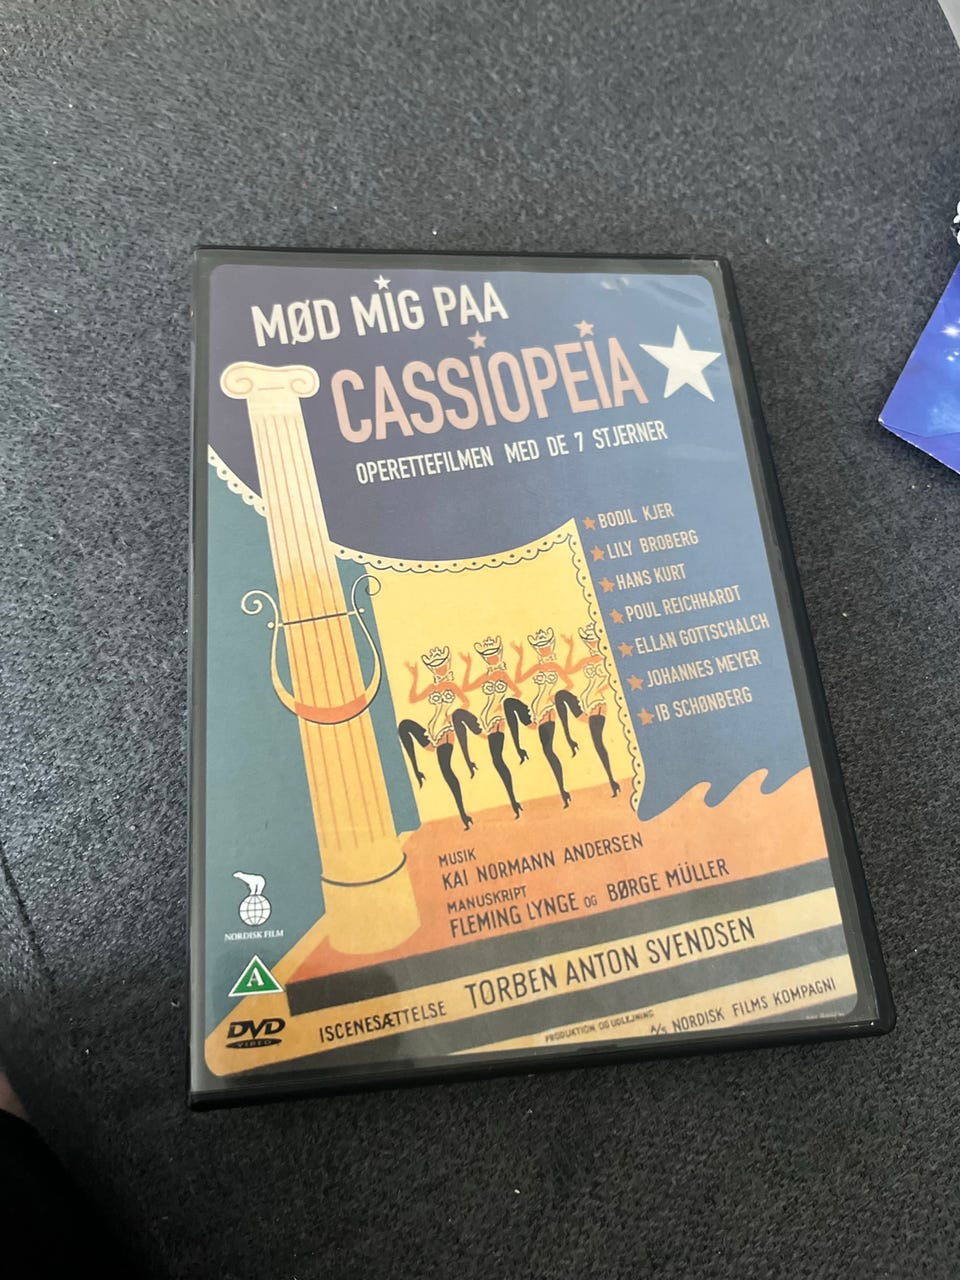 MØD MIG PAA
CASSIOPEIA
OPERETTEFILMEN MED DE 7 STJERNER
BODIL KJER
LILY BROBERG
HANS KURT
POUL REICHHARDT
ELLAN GOTTSCHALCH
JOHANNES MEYER
IB SCHØNBERG
MUSIK
KAI NORMANN ANDERSEN
MANUSKRIPT
FLEMING LYNGE OG BØRGE MÜLLER
NORDISK FILM
A
DVD
VIDEO
ISCENESÆTTELSE TORBEN ANTON SVENDSEN
PRODUKTION OG UDLEJNING A/S NORDISK FILMS KOMPAGNI